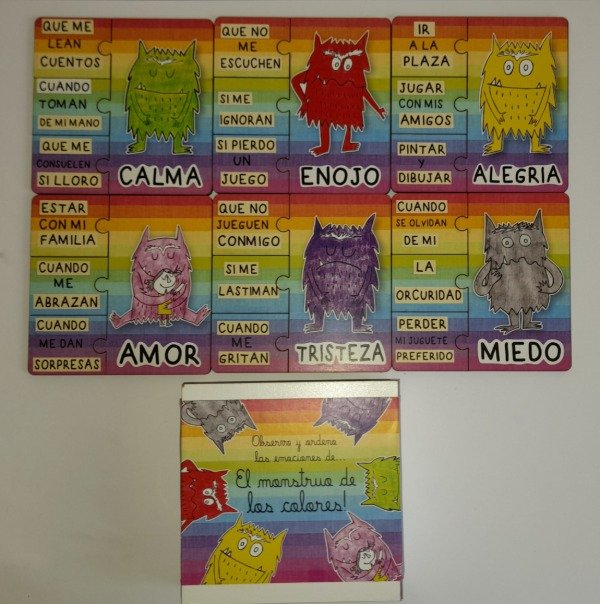 QUE ME
LEAN
CUENTOS
CUANDO
TOMAN
DE MI MANO
QUE ME
CONSUELEN
SI LLORO
CALMA
QUE NO
ME
ESCUCHEN
SI ME
IGNORAN
SI PIERDO
UN
JUEGO
ENOJO
IR
A LA
PLAZA
JUGAR
CON MIS
AMIGOS
PINTAR
Y
DIBUJAR
ALEGRIA
ESTAR
CON MI
FAMILIA
CUANDO
ME
ABRAZAN
CUANDO
ME DAN
SORPRESAS
AMOR
QUE NO
JUEGUEN
CONMIGO
SI ME
LASTIMAN
CUANDO
ME
GRITAN
TRISTEZA
CUANDO
SE OLVIDAN
DE MI
LA
ORCURIDAD
PERDER
MI JUGUETE
PREFERIDO
MIEDO
Observo y ordeno
las emociones de...
El monstruo de
los colores!